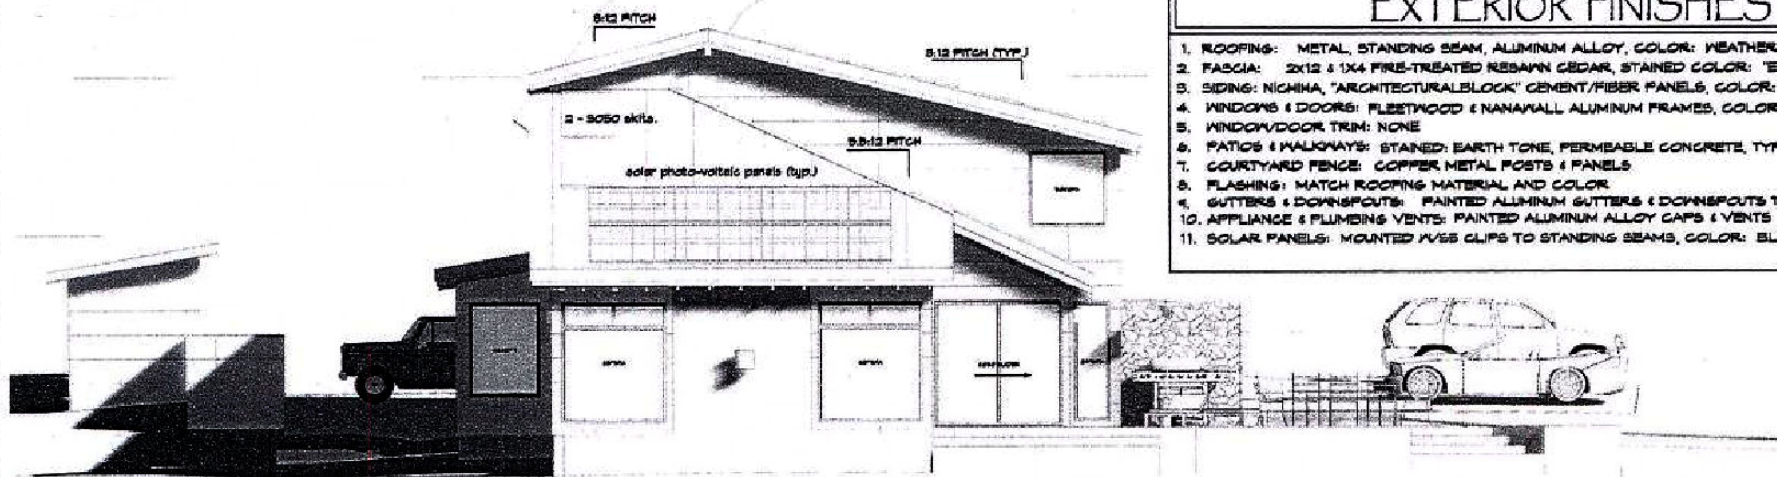 EXTERIOR FINISHES
1. ROOFING: METAL, STANDING SEAM, ALUMINUM ALLOY, COLOR: WEATHER
2. FASCIA: 2X12 & 1X4 FIRE-TREATED RESAWN CEDAR, STAINED COLOR: "E
3. SIDING: NICHIHA, "ARCHITECTURALBLOCK" CEMENT/FIBER PANELS, COLOR:
4. WINDOWS & DOORS: FLEETWOOD & NANAWALL ALUMINUM FRAMES, COLOR
5. WINDOW/DOOR TRIM: NONE
6. PATIOS & WALKWAYS: STAINED: EARTH TONE, PERMEABLE CONCRETE, TYP
7. COURTYARD FENCE: COPPER METAL POSTS & PANELS
8. FLASHING: MATCH ROOFING MATERIAL AND COLOR
9. GUTTERS & DOWNSPOUTS: PAINTED ALUMINUM GUTTERS & DOWNSPOUTS T
10. APPLIANCE & PLUMBING VENTS: PAINTED ALUMINUM ALLOY CAPS & VENTS
11. SOLAR PANELS: MOUNTED W/SS CLIPS TO STANDING SEAMS, COLOR: BL
5:12 PITCH (TYP.)
2 - 3050 skits.
5.5:12 PITCH
solar photo-voltaic panels (typ.)